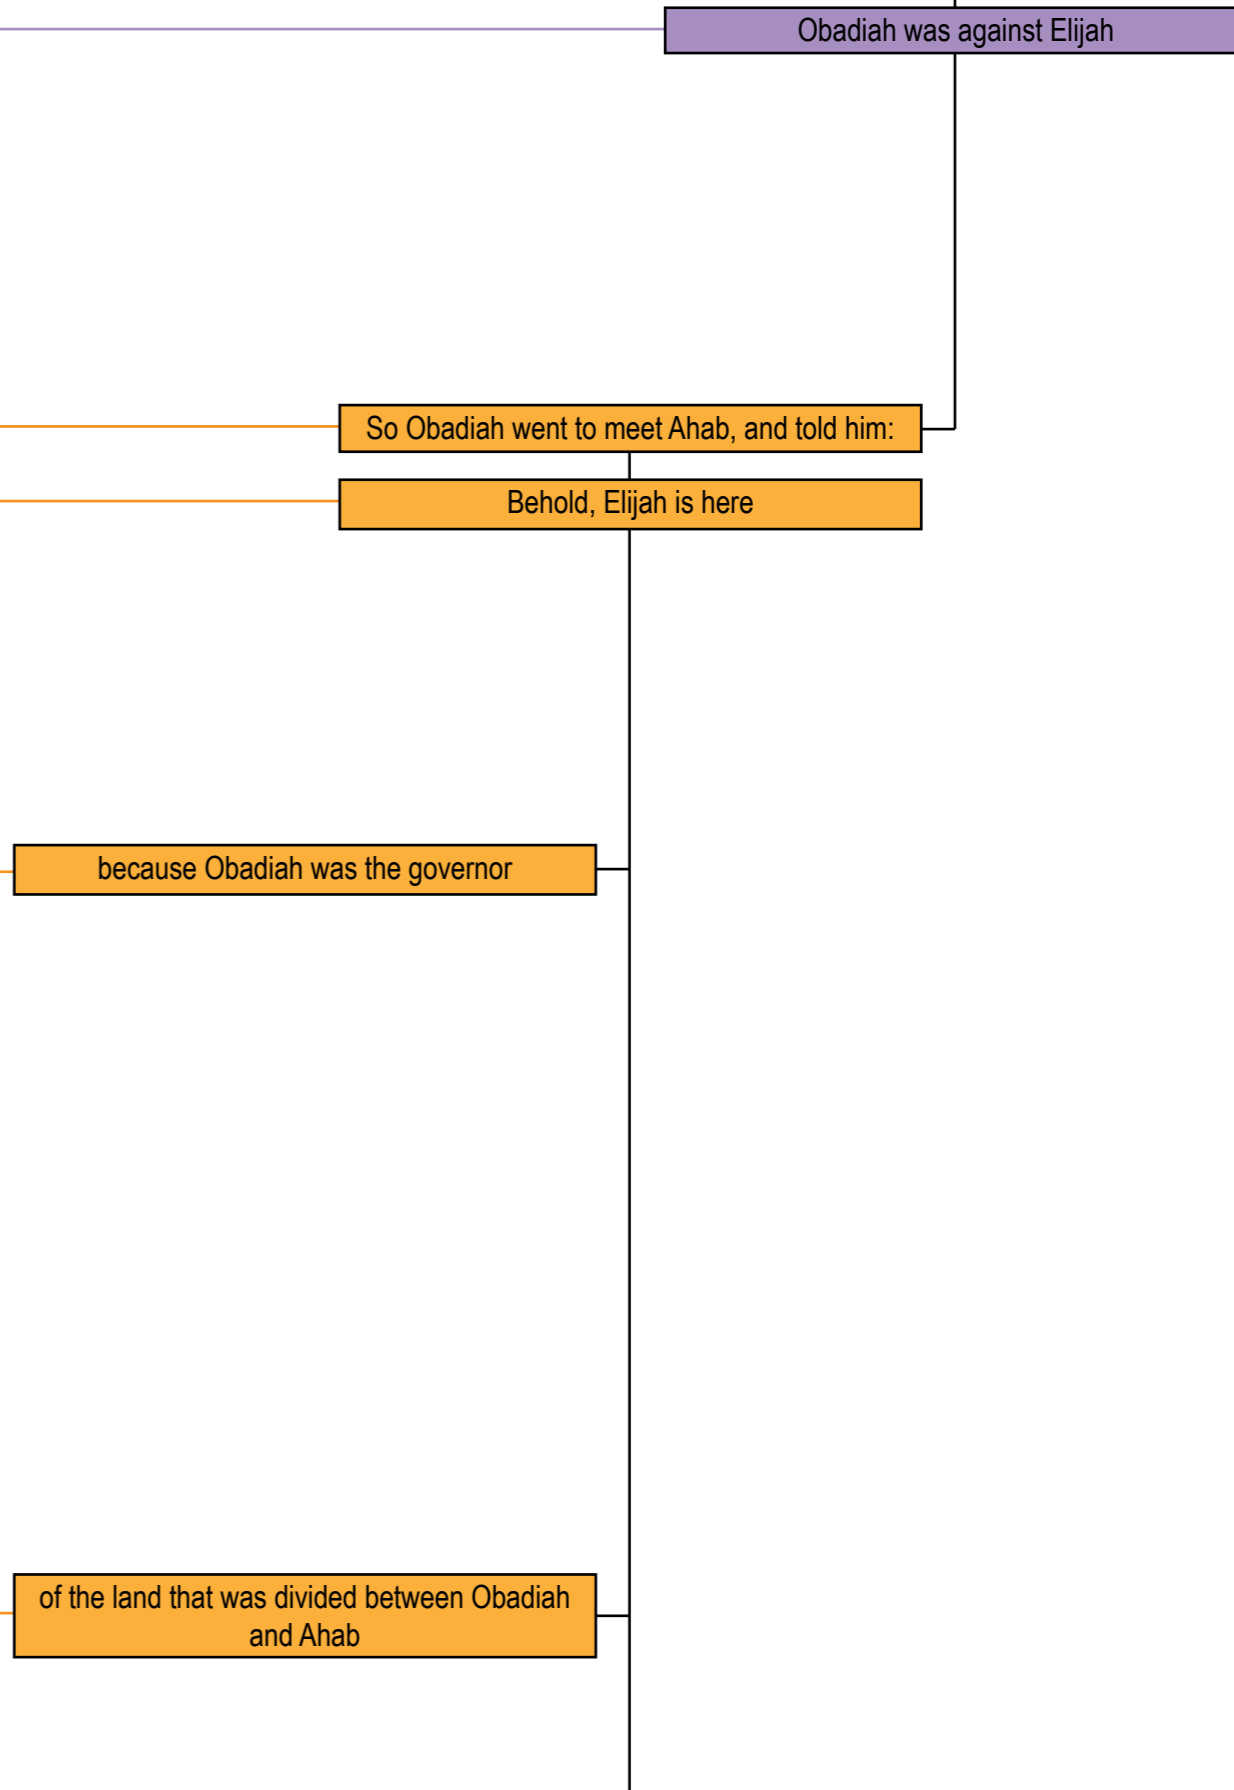 Obadiah was against Elijah
So Obadiah went to meet Ahab, and told him:
Behold, Elijah is here
because Obadiah was the governor
of the land that was divided between Obadiah
and Ahab